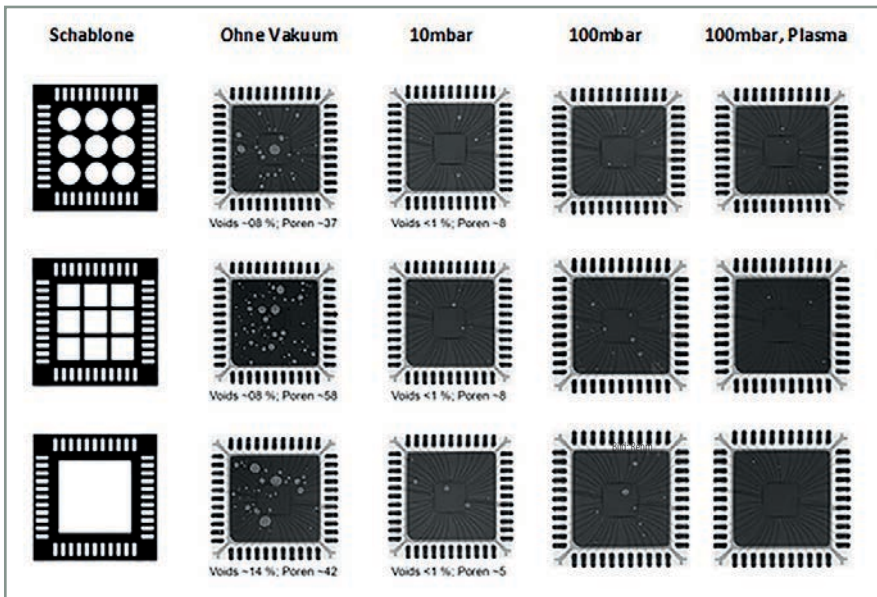 Schablone Ohne Vakuum 10mbar 100mbar 100mbar, Plasma
Voids ~08 %; Poren ~37 Voids <1 %; Poren ~8
Voids ~08 %; Poren ~58 Voids <1 %; Poren ~8
Voids ~14 %; Poren ~42 Voids <1 %; Poren ~5